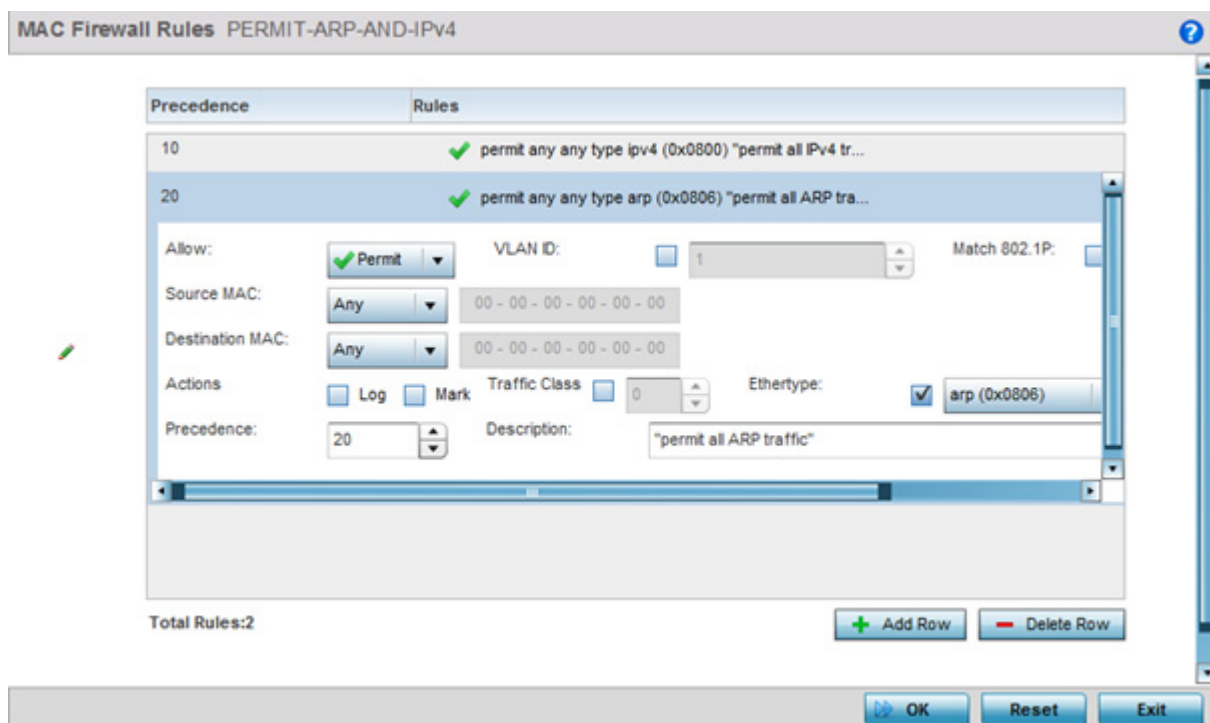 MAC Firewall Rules PERMIT-ARP-AND-IPv4 ?
Precedence Rules
10 permit any any type ipv4 (0x0800) "permit all IPv4 tr...
20 permit any any type arp (0x0806) "permit all ARP tra...
Allow: Permit VLAN ID: 1 Match 802.1P:
Source MAC: Any 00 - 00 - 00 - 00 - 00 - 00
Destination MAC: Any 00 - 00 - 00 - 00 - 00 - 00
Actions Log Mark Traffic Class 0 Ethertype: arp (0x0806)
Precedence: 20 Description: "permit all ARP traffic"
Total Rules:2 Add Row Delete Row
OK Reset Exit